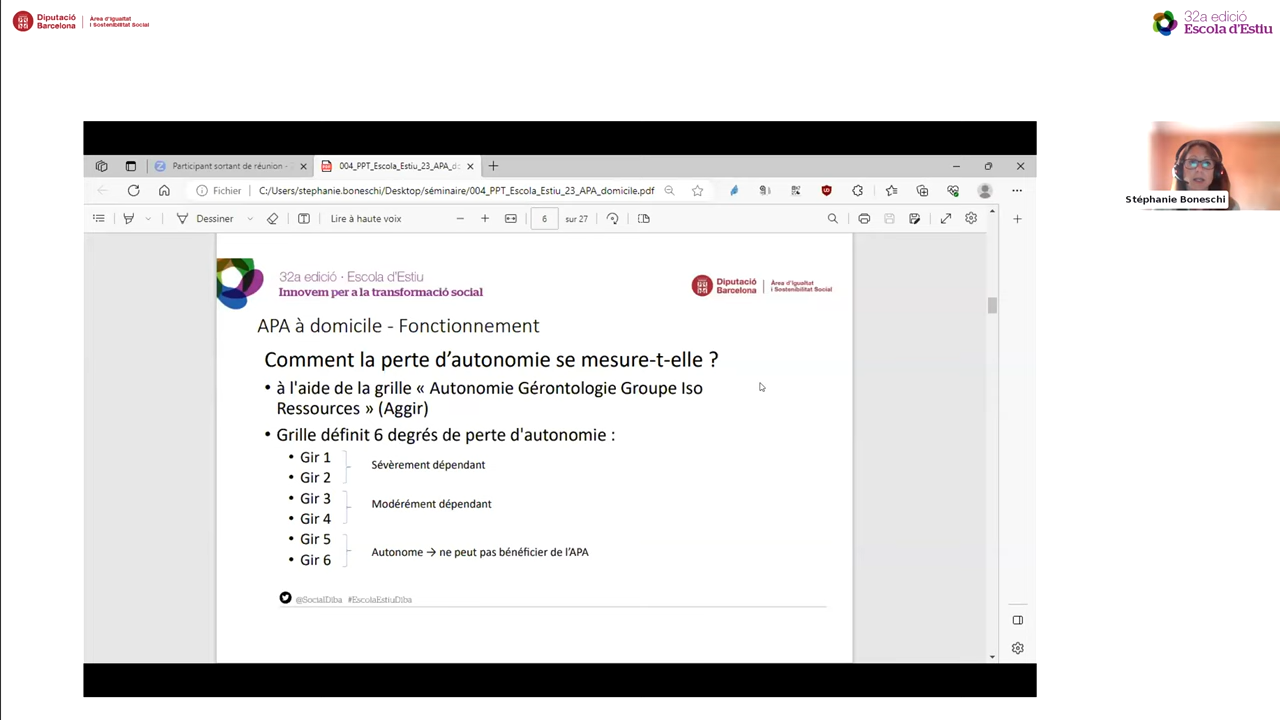 Diputació
Barcelona
Àrea d'Igualtat
i Sostenibilitat Social
32a edició
Escola d'Estiu
Participant sortant de réunion -
004_PPT_Escola_Estiu_23_APA_do
Fichier
C:/Users/stephanie.boneschi/Desktop/séminaire/004_PPT_Escola_Estiu_23_APA_domicile.pdf
Dessiner
Lire à haute voix
6
sur 27
Stéphanie Boneschi
32a edició · Escola d'Estiu
Innovem per a la transformació social
Diputació
Barcelona
Àrea d'Igualtat
i Sostenibilitat Social
APA à domicile - Fonctionnement
Comment la perte d'autonomie se mesure-t-elle ?
• à l'aide de la grille « Autonomie Gérontologie Groupe Iso
Ressources » (Aggir)
• Grille définit 6 degrés de perte d'autonomie :
• Gir 1
• Gir 2
Sévèrement dépendant
• Gir 3
• Gir 4
Modérément dépendant
• Gir 5
• Gir 6
Autonome → ne peut pas bénéficier de l'APA
@SocialDiba #EscolaEstiuDiba